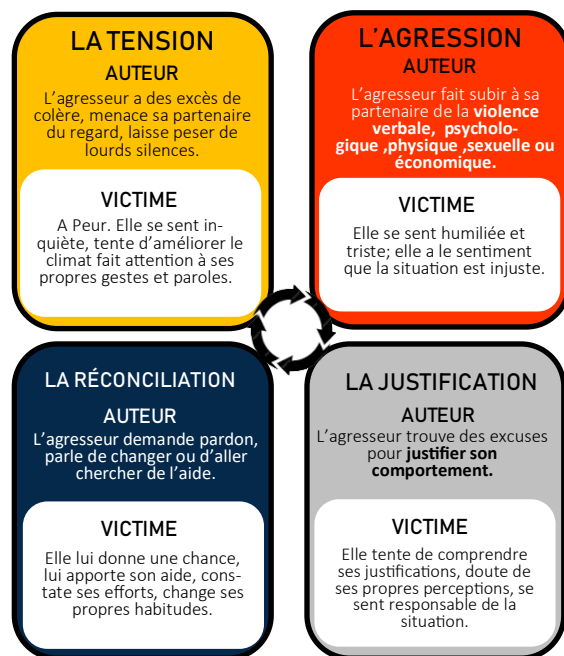 LA TENSION
AUTEUR
L'agresseur a des excès de
colère, menace sa partenaire
du regard, laisse peser de
lourds silences.
VICTIME
A Peur. Elle se sent in-
quiète, tente d'améliorer le
climat fait attention à ses
propres gestes et paroles.
L'AGRESSION
AUTEUR
L'agresseur fait subir à sa
partenaire de la violence
verbale, psycholo-
gique ,physique ,sexuelle ou
économique.
VICTIME
Elle se sent humiliée et
triste; elle a le sentiment
que la situation est injuste.
LA RÉCONCILIATION
AUTEUR
L'agresseur demande pardon,
parle de changer ou d'aller
chercher de l'aide.
VICTIME
Elle lui donne une chance,
lui apporte son aide, cons-
tate ses efforts, change ses
propres habitudes.
LA JUSTIFICATION
AUTEUR
L'agresseur trouve des excuses
pour justifier son
comportement.
VICTIME
Elle tente de comprendre
ses justifications, doute de
ses propres perceptions, se
sent responsable de la
situation.